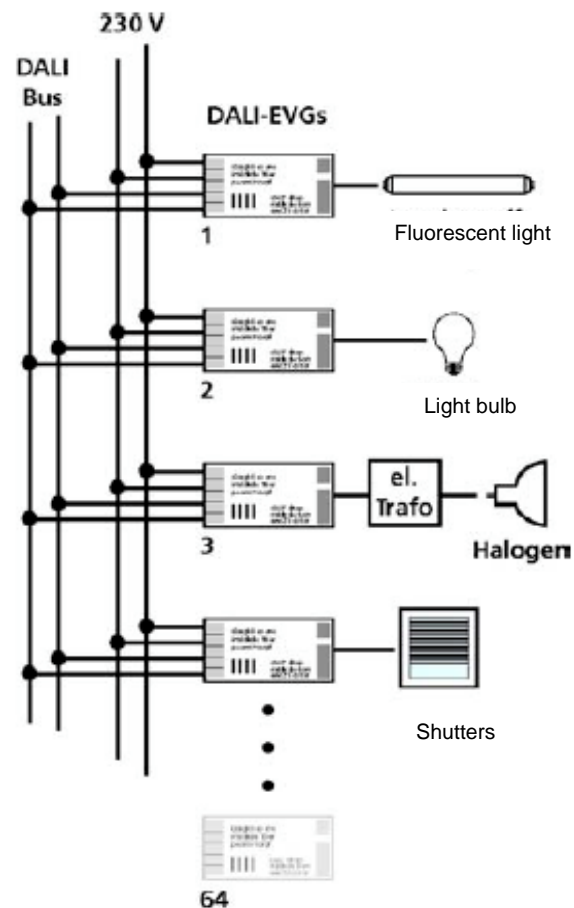 230 V
DALI
Bus
DALI-EVGs
1
Fluorescent light
2
Light bulb
3
el.
Trafo
Halogen
Shutters
64